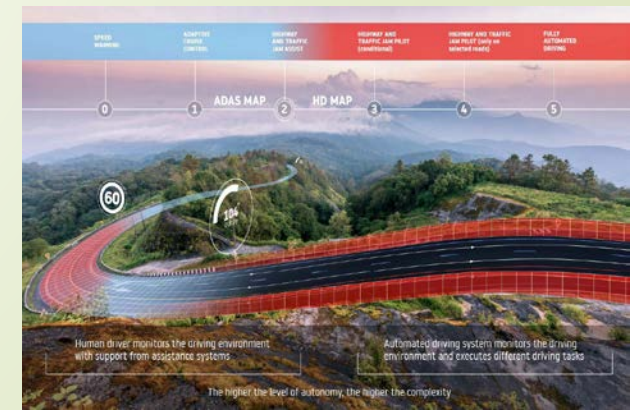 SPEED
WARNING
ADAPTIVE
CRUISE
CONTROL
HIGHWAY
AND TRAFFIC
JAM ASSIST
HIGHWAY AND
TRAFFIC JAM PILOT
(conditional)
HIGHWAY AND TRAFFIC
JAM PILOT (only on
selected roads)
FULLY
AUTOMATED
DRIVING
ADAS MAP
HD MAP
0
1
2
3
4
5
60
104
Human driver monitors the driving environment
with support from assistance systems
Automated driving system monitors the driving
environment and executes different driving tasks
The higher the level of autonomy, the higher the complexity